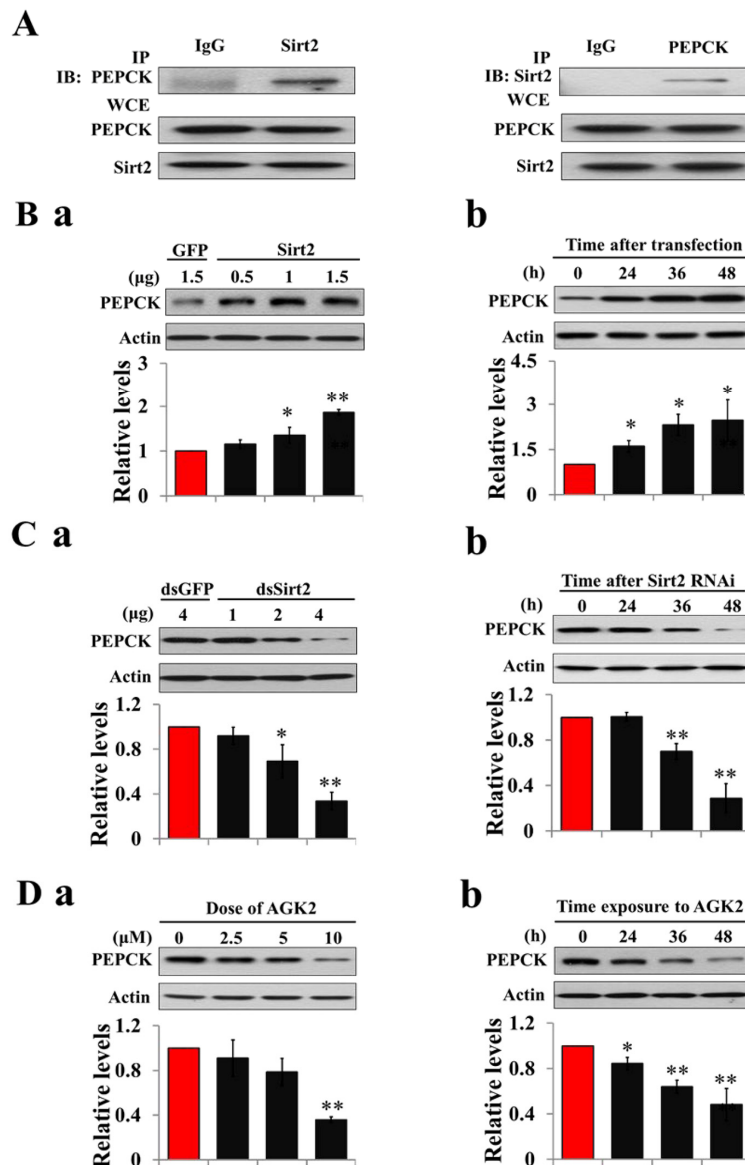 A
IP IgG Sirt2
IB: PEPCK
WCE
PEPCK
Sirt2
IP IgG PEPCK
IB: Sirt2
WCE
PEPCK
Sirt2
B a
GFP Sirt2
(μg) 1.5 0.5 1 1.5
PEPCK
Actin
Relative levels
3
2
1
0
*
**
**
b
Time after transfection
(h) 0 24 36 48
PEPCK
Actin
Relative levels
4.5
3
1.5
0
*
*
*
**
C a
dsGFP dsSirt2
(μg) 4 1 2 4
PEPCK
Actin
Relative levels
1.2
0.8
0.4
0
*
**
b
Time after Sirt2 RNAi
(h) 0 24 36 48
PEPCK
Actin
Relative levels
1.2
0.8
0.4
0
**
**
D a
Dose of AGK2
(μM) 0 2.5 5 10
PEPCK
Actin
Relative levels
1.2
0.8
0.4
0
**
b
Time exposure to AGK2
(h) 0 24 36 48
PEPCK
Actin
Relative levels
1.2
0.8
0.4
0
*
**
**
**